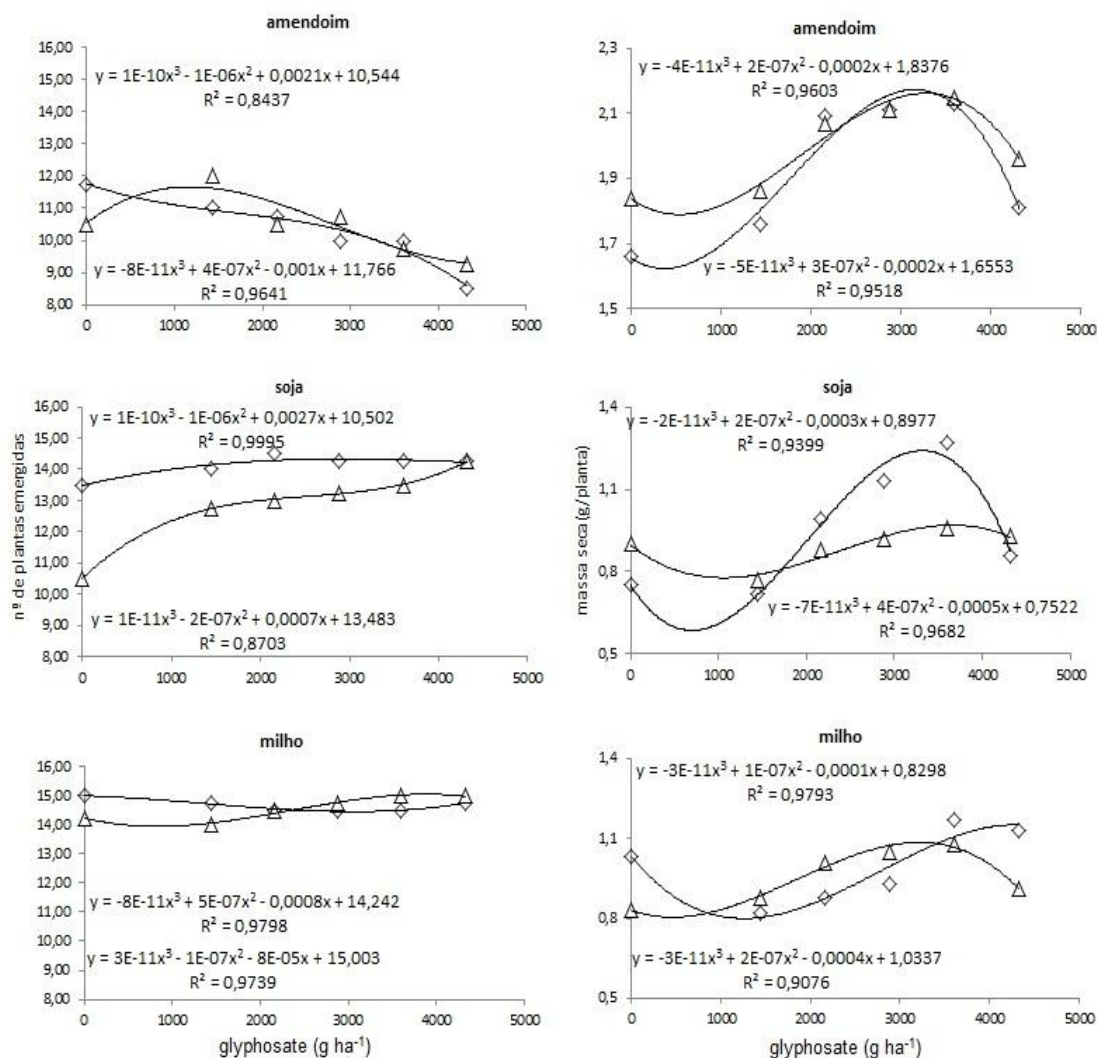 amendoim
16,00
15,00
14,00
13,00
12,00
11,00
10,00
9,00
8,00
y = 1E-10x³ - 1E-06x² + 0,0021x + 10,544
R² = 0,8437
y = -8E-11x³ + 4E-07x² - 0,001x + 11,766
R² = 0,9641
0 1000 2000 3000 4000 5000
amendoim
2,3
2,1
1,9
1,7
1,5
y = -4E-11x³ + 2E-07x² - 0,0002x + 1,8376
R² = 0,9603
y = -5E-11x³ + 3E-07x² - 0,0002x + 1,6553
R² = 0,9518
0 1000 2000 3000 4000 5000
soja
nº de plantas emergidas
16,00
15,00
14,00
13,00
12,00
11,00
10,00
9,00
8,00
y = 1E-10x³ - 1E-06x² + 0,0027x + 10,502
R² = 0,9995
y = 1E-11x³ - 2E-07x² + 0,0007x + 13,483
R² = 0,8703
0 1000 2000 3000 4000 5000
soja
massa seca (g/planta)
1,4
1,1
0,8
0,5
y = -2E-11x³ + 2E-07x² - 0,0003x + 0,8977
R² = 0,9399
y = -7E-11x³ + 4E-07x² - 0,0005x + 0,7522
R² = 0,9682
0 1000 2000 3000 4000 5000
milho
16,00
15,00
14,00
13,00
12,00
11,00
10,00
9,00
8,00
y = -8E-11x³ + 5E-07x² - 0,0008x + 14,242
R² = 0,9798
y = 3E-11x³ - 1E-07x² - 8E-05x + 15,003
R² = 0,9739
0 1000 2000 3000 4000 5000
glyphosate (g ha⁻¹)
milho
1,4
1,1
0,8
0,5
y = -3E-11x³ + 1E-07x² - 0,0001x + 0,8298
R² = 0,9793
y = -3E-11x³ + 2E-07x² - 0,0004x + 1,0337
R² = 0,9076
0 1000 2000 3000 4000 5000
glyphosate (g ha⁻¹)